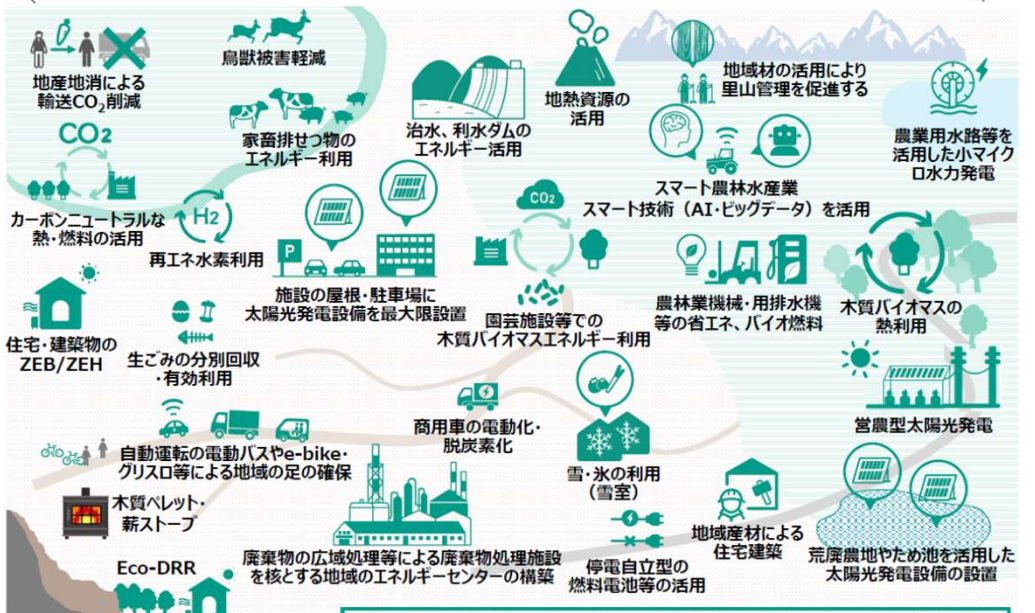 地産地消による
輸送CO2削減
鳥獣被害軽減
地熱資源の
活用
地域材の活用により
里山管理を促進する
CO2
家畜排せつ物の
エネルギー利用
治水、利水ダムの
エネルギー活用
農業用水路等を
活用した小マイク
ロ水力発電
カーボンニュートラルな
熱・燃料の活用
H2
再エネ水素利用
CO2
スマート農林水産業
スマート技術（AI・ビッグデータ）を活用
P
施設の屋根・駐車場に
太陽光発電設備を最大限設置
園芸施設等での
木質バイオマスエネルギー利用
農林業機械・用排水機
等の省エネ、バイオ燃料
木質バイオマスの
熱利用
住宅・建築物の
ZEB/ZEH
生ごみの分別回収
・有効利用
商用車の電動化・
脱炭素化
営農型太陽光発電
自動運転の電動バスやe-bike・
グリスロ等による地域の足の確保
雪・氷の利用
（雪室）
木質ペレット・
薪ストーブ
廃棄物の広域処理等による廃棄物処理施設
を核とする地域のエネルギーセンターの構築
停電自立型の
燃料電池等の活用
地域産材による
住宅建築
荒廃農地やため池を活用した
太陽光発電設備の設置
Eco-DRR